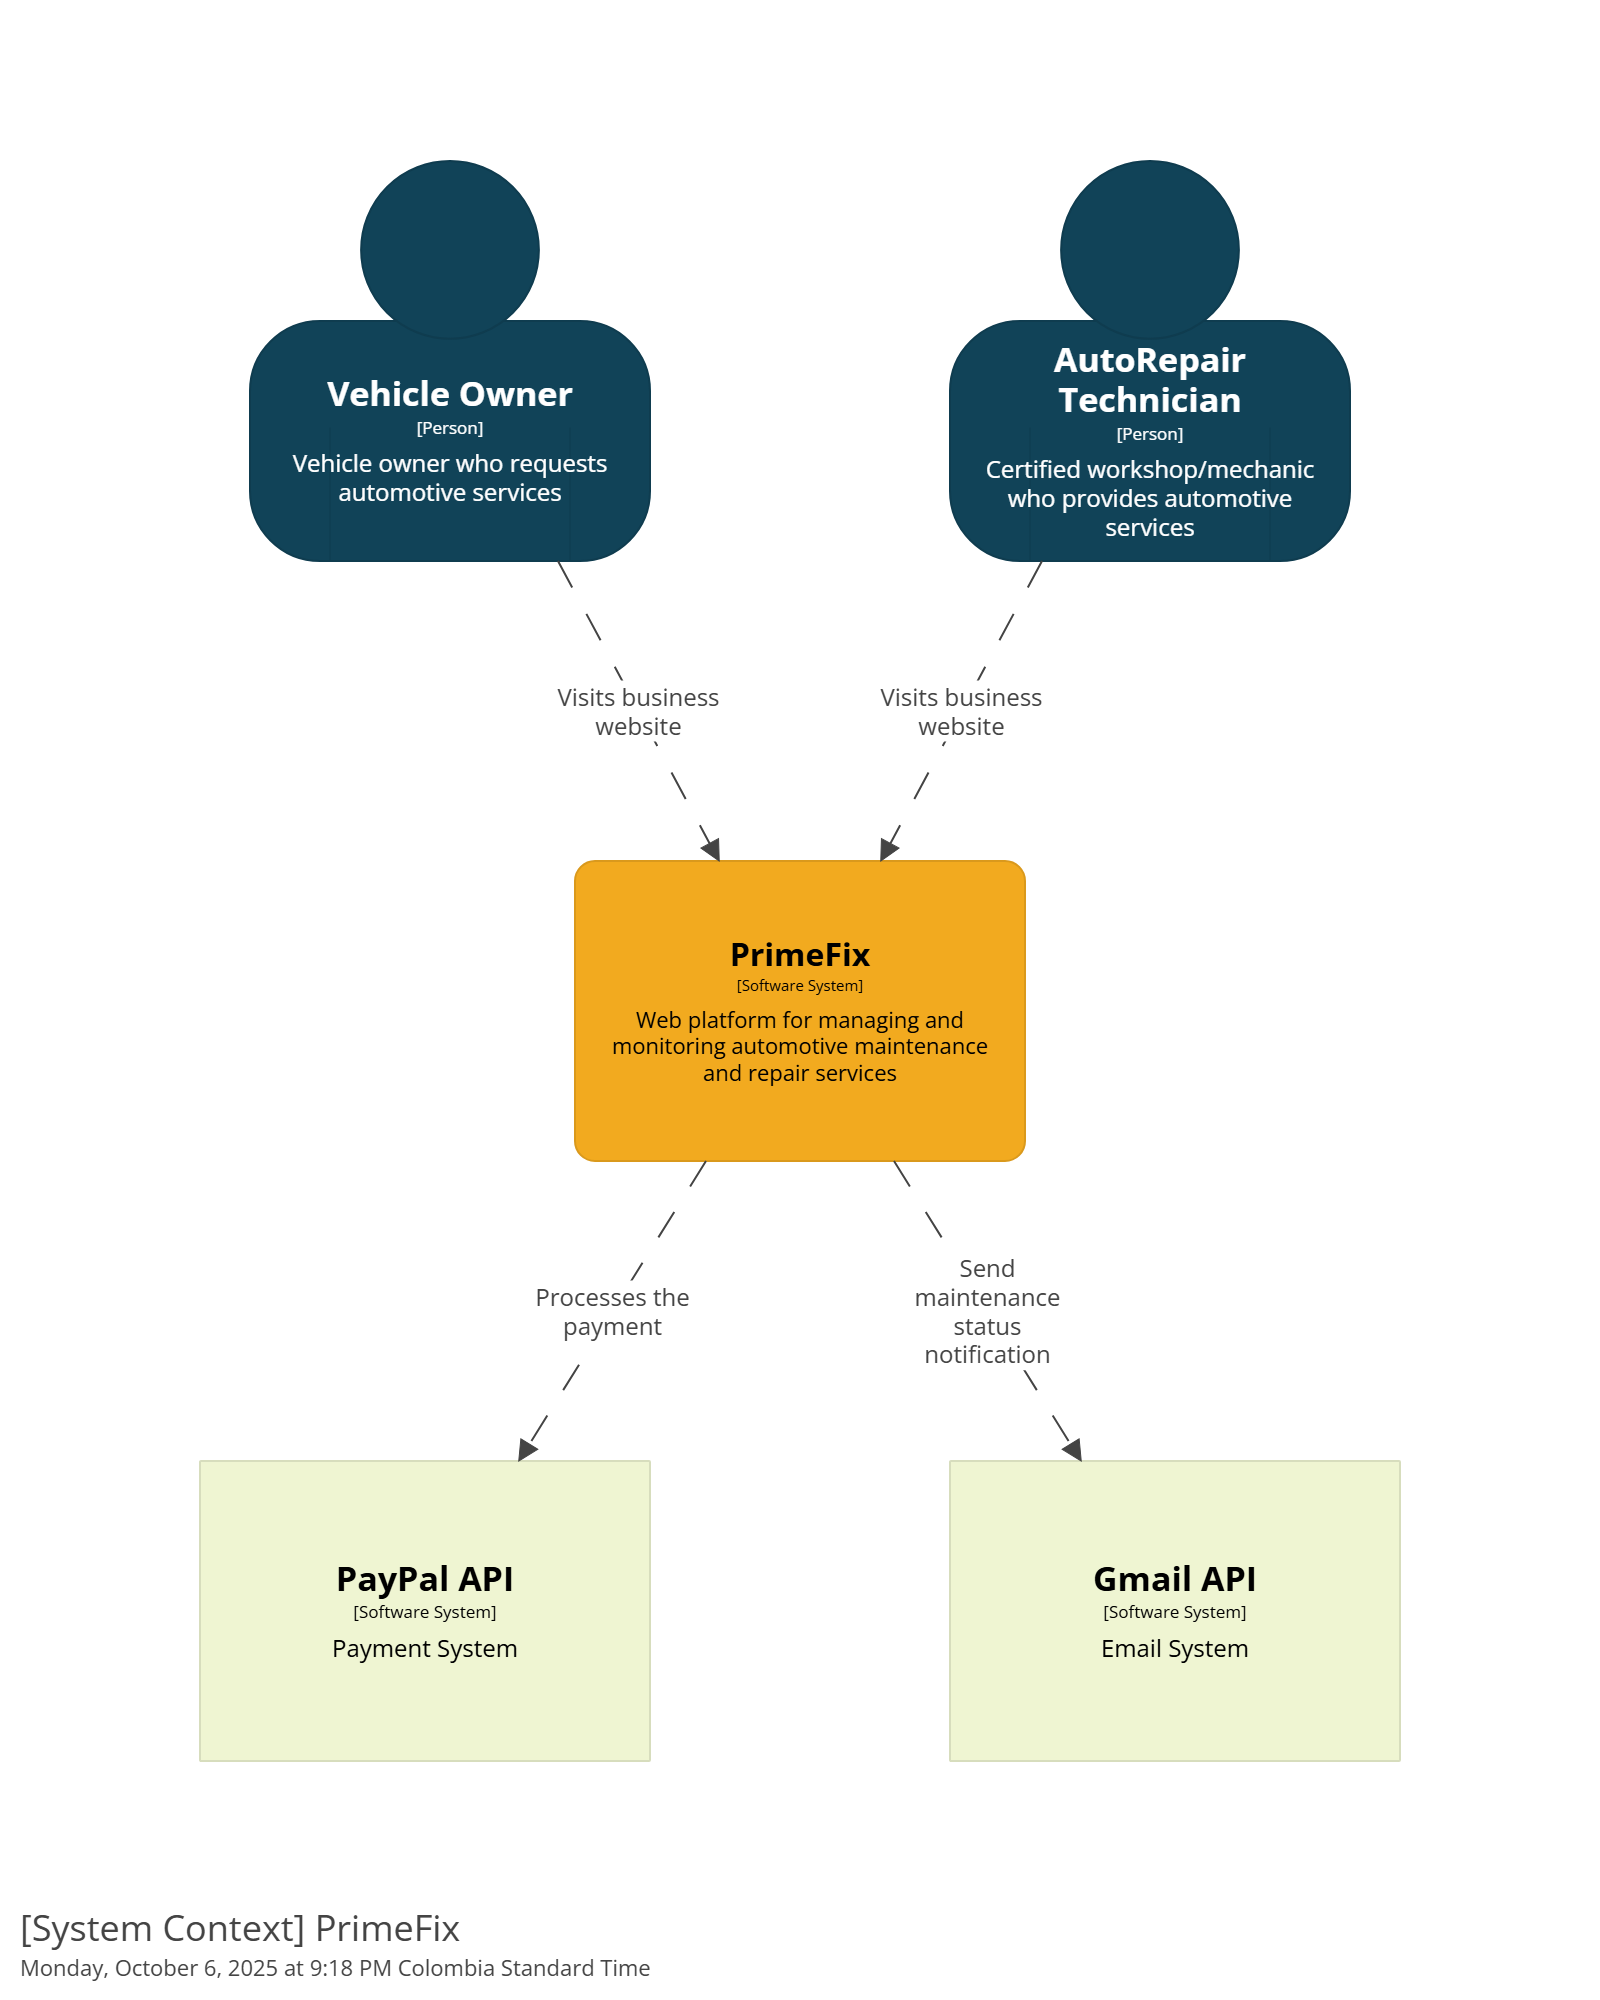 Vehicle Owner
[Person]
Vehicle owner who requests
automotive services
AutoRepair
Technician
[Person]
Certified workshop/mechanic
who provides automotive
services
Visits business
website
Visits business
website
PrimeFix
[Software System]
Web platform for managing and
monitoring automotive maintenance
and repair services
Processes the
payment
Send
maintenance
status
notification
PayPal API
[Software System]
Payment System
Gmail API
[Software System]
Email System
[System Context] PrimeFix
Monday, October 6, 2025 at 9:18 PM Colombia Standard Time